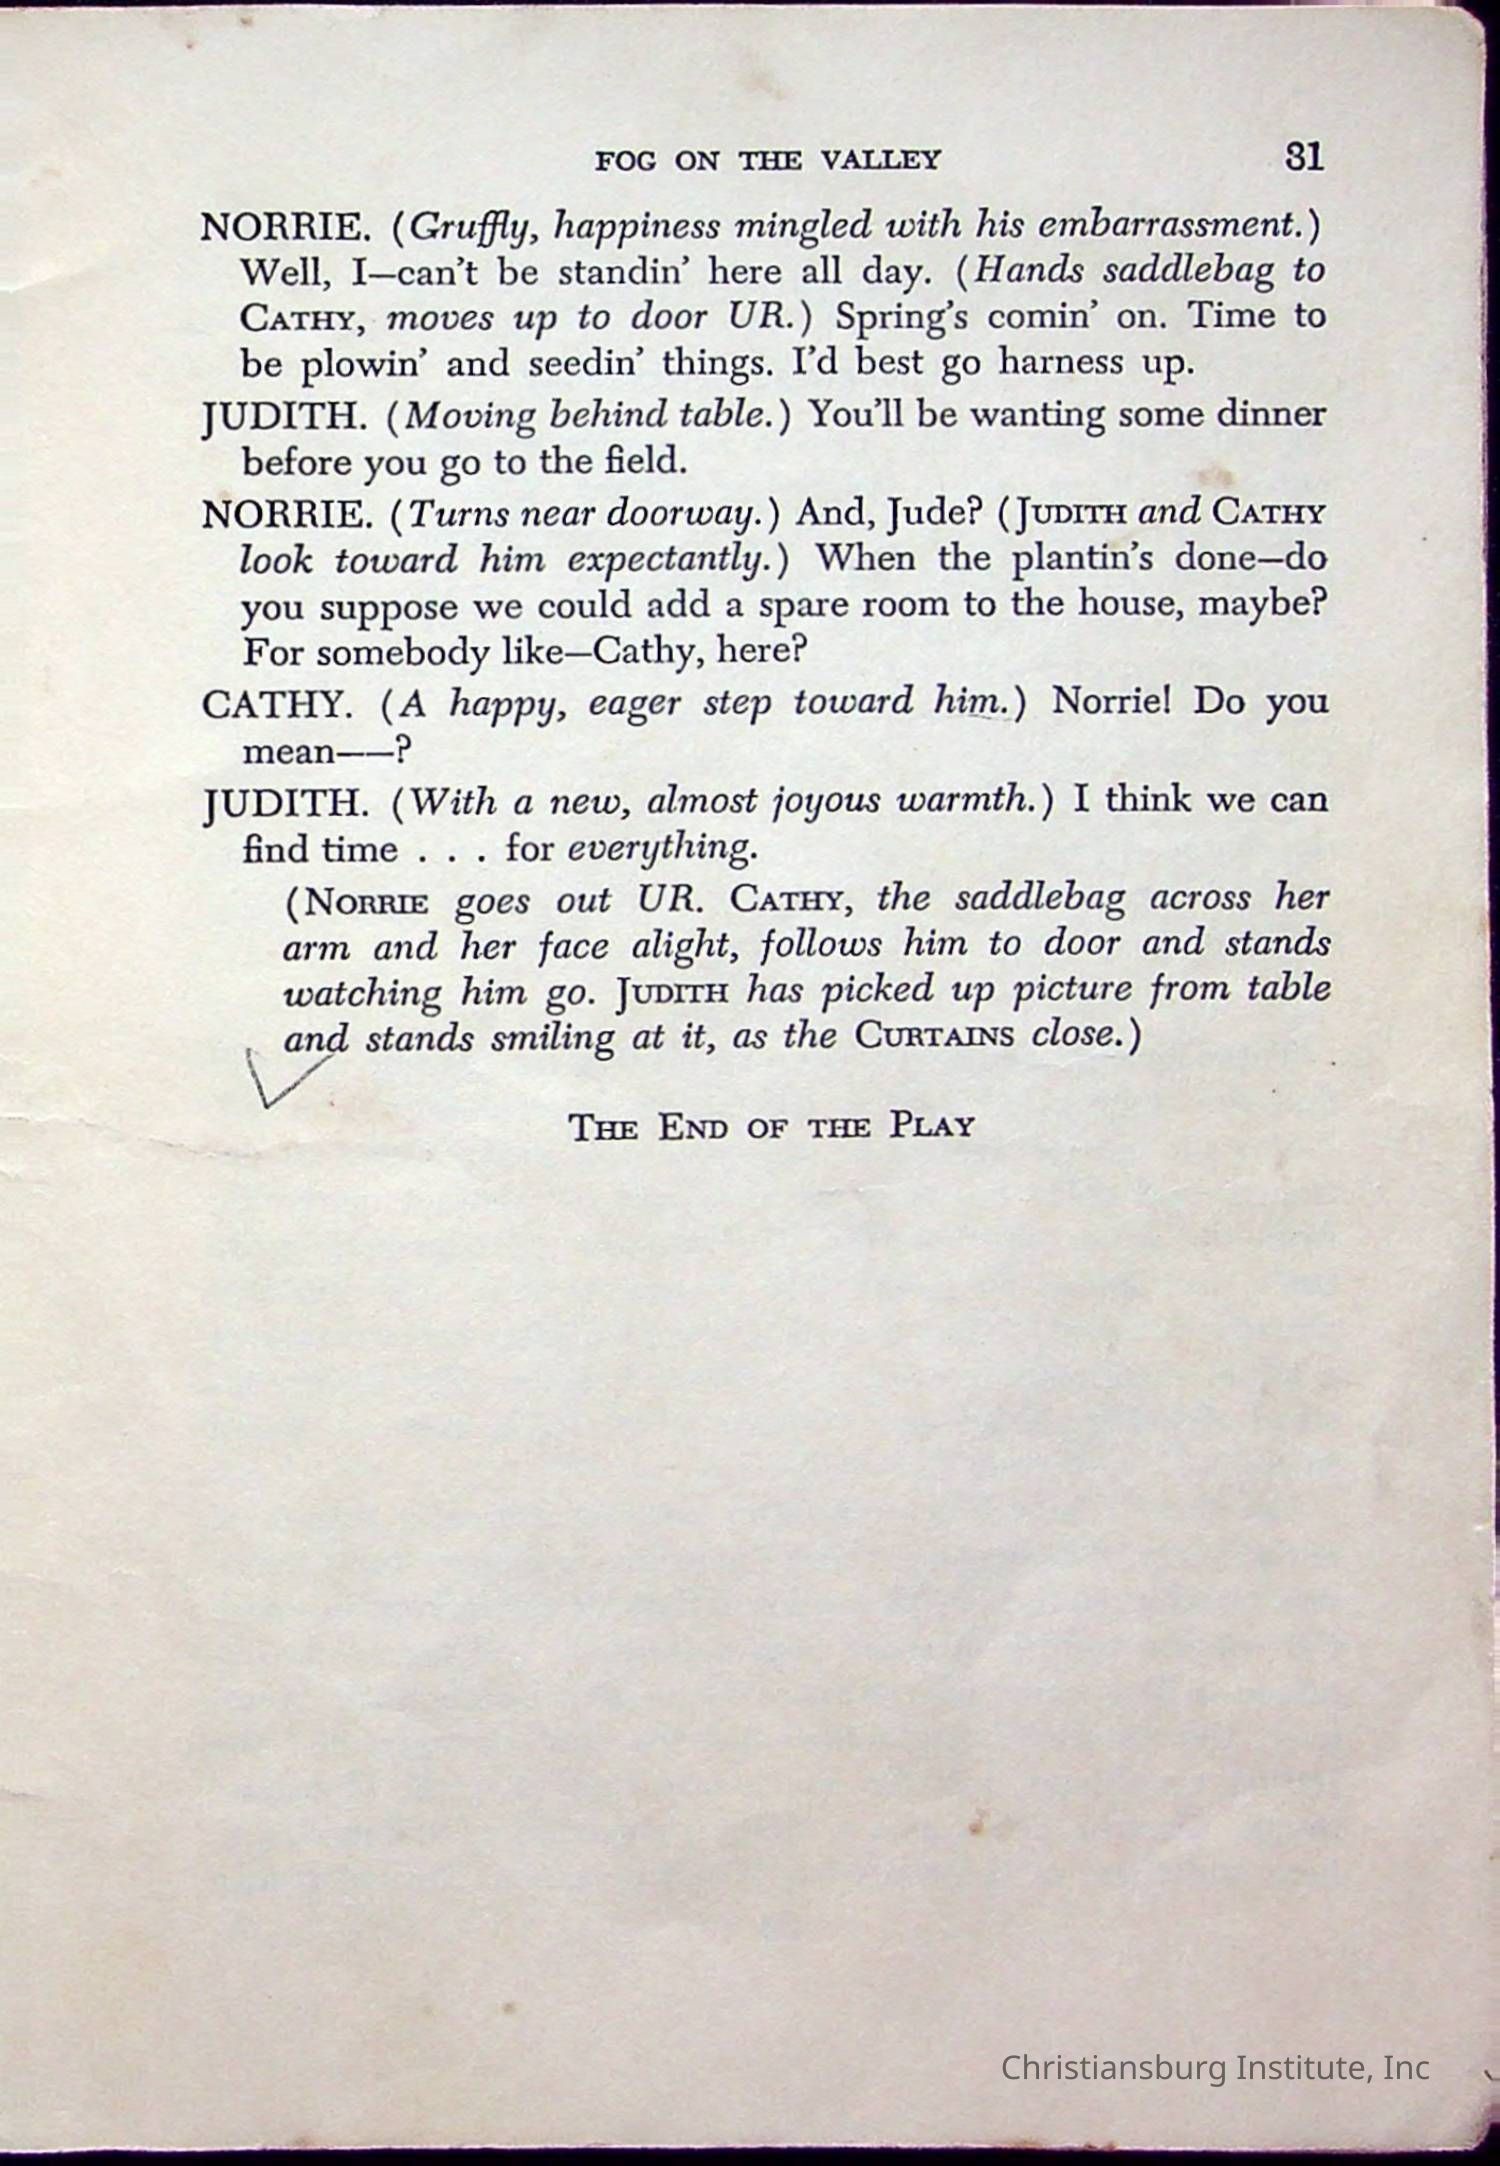 FOG ON THE VALLEY 31
NORRIE. (Gruffly, happiness mingled with his embarrassment.)
Well, I—can't be standin' here all day. (Hands saddlebag to
CATHY, moves up to door UR.) Spring's comin' on. Time to
be plowin' and seedin' things. I'd best go harness up.
JUDITH. (Moving behind table.) You'll be wanting some dinner
before you go to the field.
NORRIE. (Turns near doorway.) And, Jude? (JUDITH and CATHY
look toward him expectantly.) When the plantin's done—do
you suppose we could add a spare room to the house, maybe?
For somebody like—Cathy, here?
CATHY. (A happy, eager step toward him.) Norrie! Do you
mean——?
JUDITH. (With a new, almost joyous warmth.) I think we can
find time . . . for everything.
(NORRIE goes out UR. CATHY, the saddlebag across her
arm and her face alight, follows him to door and stands
watching him go. JUDITH has picked up picture from table
and stands smiling at it, as the CURTAINS close.)
THE END OF THE PLAY
Christiansburg Institute, Inc